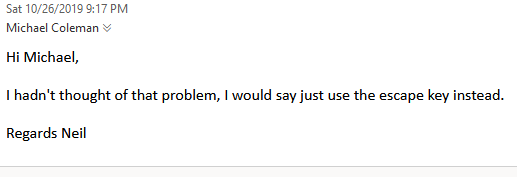 Sat 10/26/2019 9:17 PM
Michael Coleman
Hi Michael,
I hadn't thought of that problem, I would say just use the escape key instead.
Regards Neil